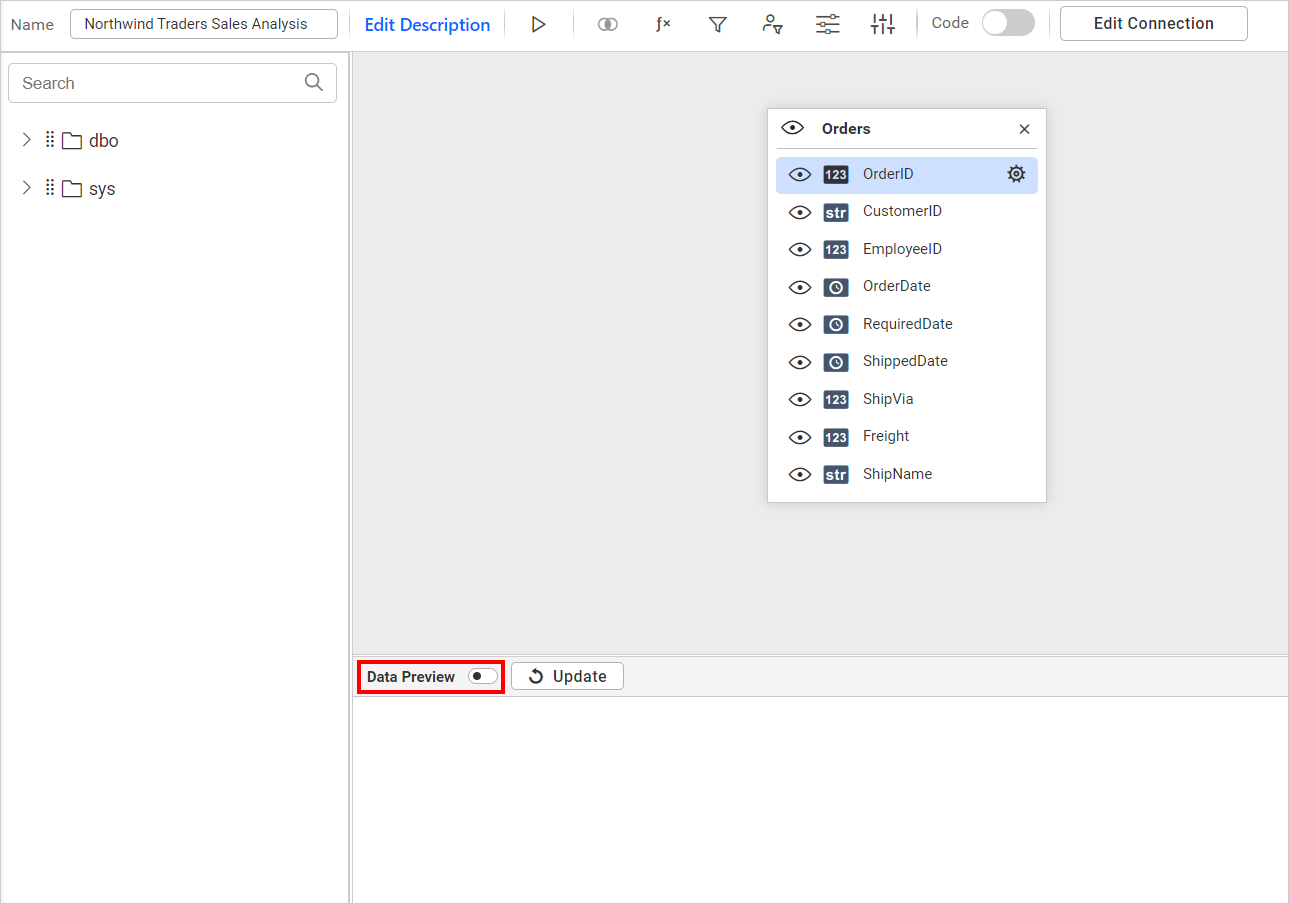 Name Northwind Traders Sales Analysis Edit Description ƒx Code Edit Connection
Search
dbo
sys
Orders
123 OrderID
str CustomerID
123 EmployeeID
OrderDate
RequiredDate
ShippedDate
123 ShipVia
123 Freight
str ShipName
Data Preview Update